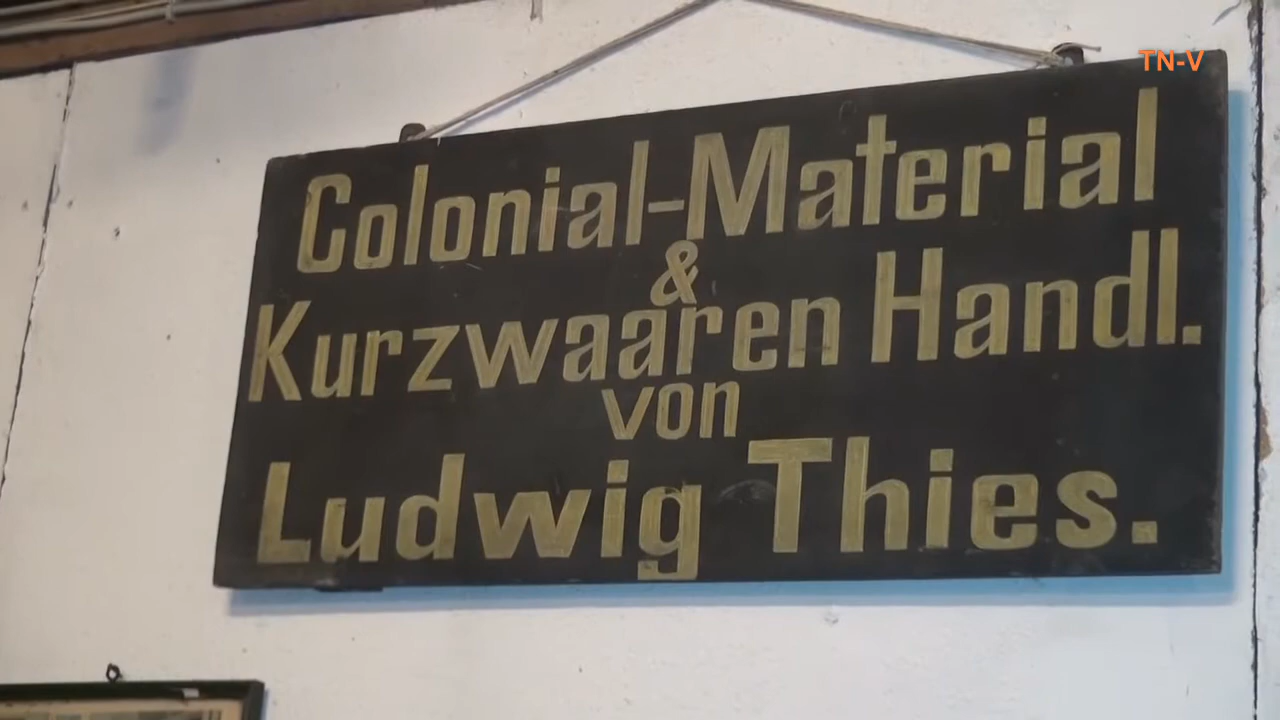 TN-V
Colonial-Material
&
Kurzwaaren Handl.
von
Ludwig Thies.